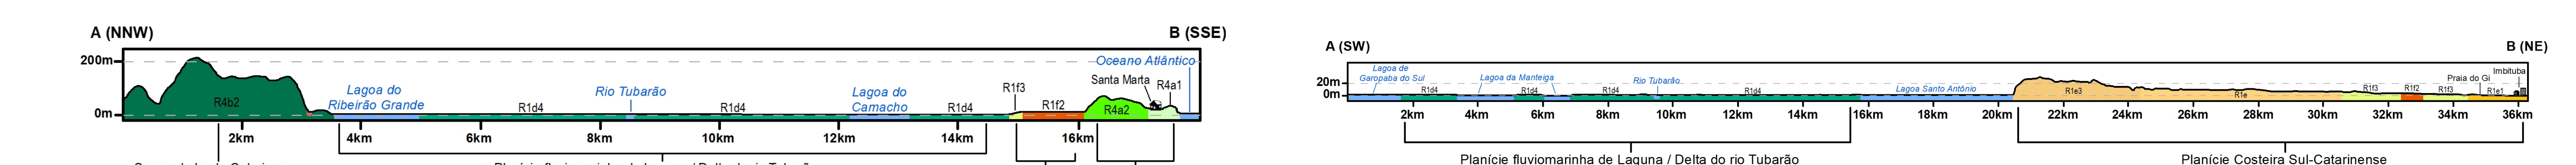 A (NNW)
B (SSE)
200m
0m
R4b2
Lagoa do
Ribeirão Grande
R1d4
Rio Tubarão
R1d4
Lagoa do
Camacho
R1d4
R1f3
R1f2
Santa Marta
R4a2
R4a1
Oceano Atlântico
2km
4km
6km
8km
10km
12km
14km
16km
A (SW)
B (NE)
20m
0m
Lagoa de
Garopaba do Sul
R1d4
Lagoa da Manteiga
R1d4
R1d4
Rio Tubarão
R1d4
Lagoa Santo Antônio
R1e3
R1e
R1f3
R1f2
R1f3
Praia do Gi
R1e1
Imbituba
2km
4km
6km
8km
10km
12km
14km
16km
18km
20km
22km
24km
26km
28km
30km
32km
34km
36km
Planície fluviomarinha de Laguna / Delta do rio Tubarão
Planície Costeira Sul-Catarinense